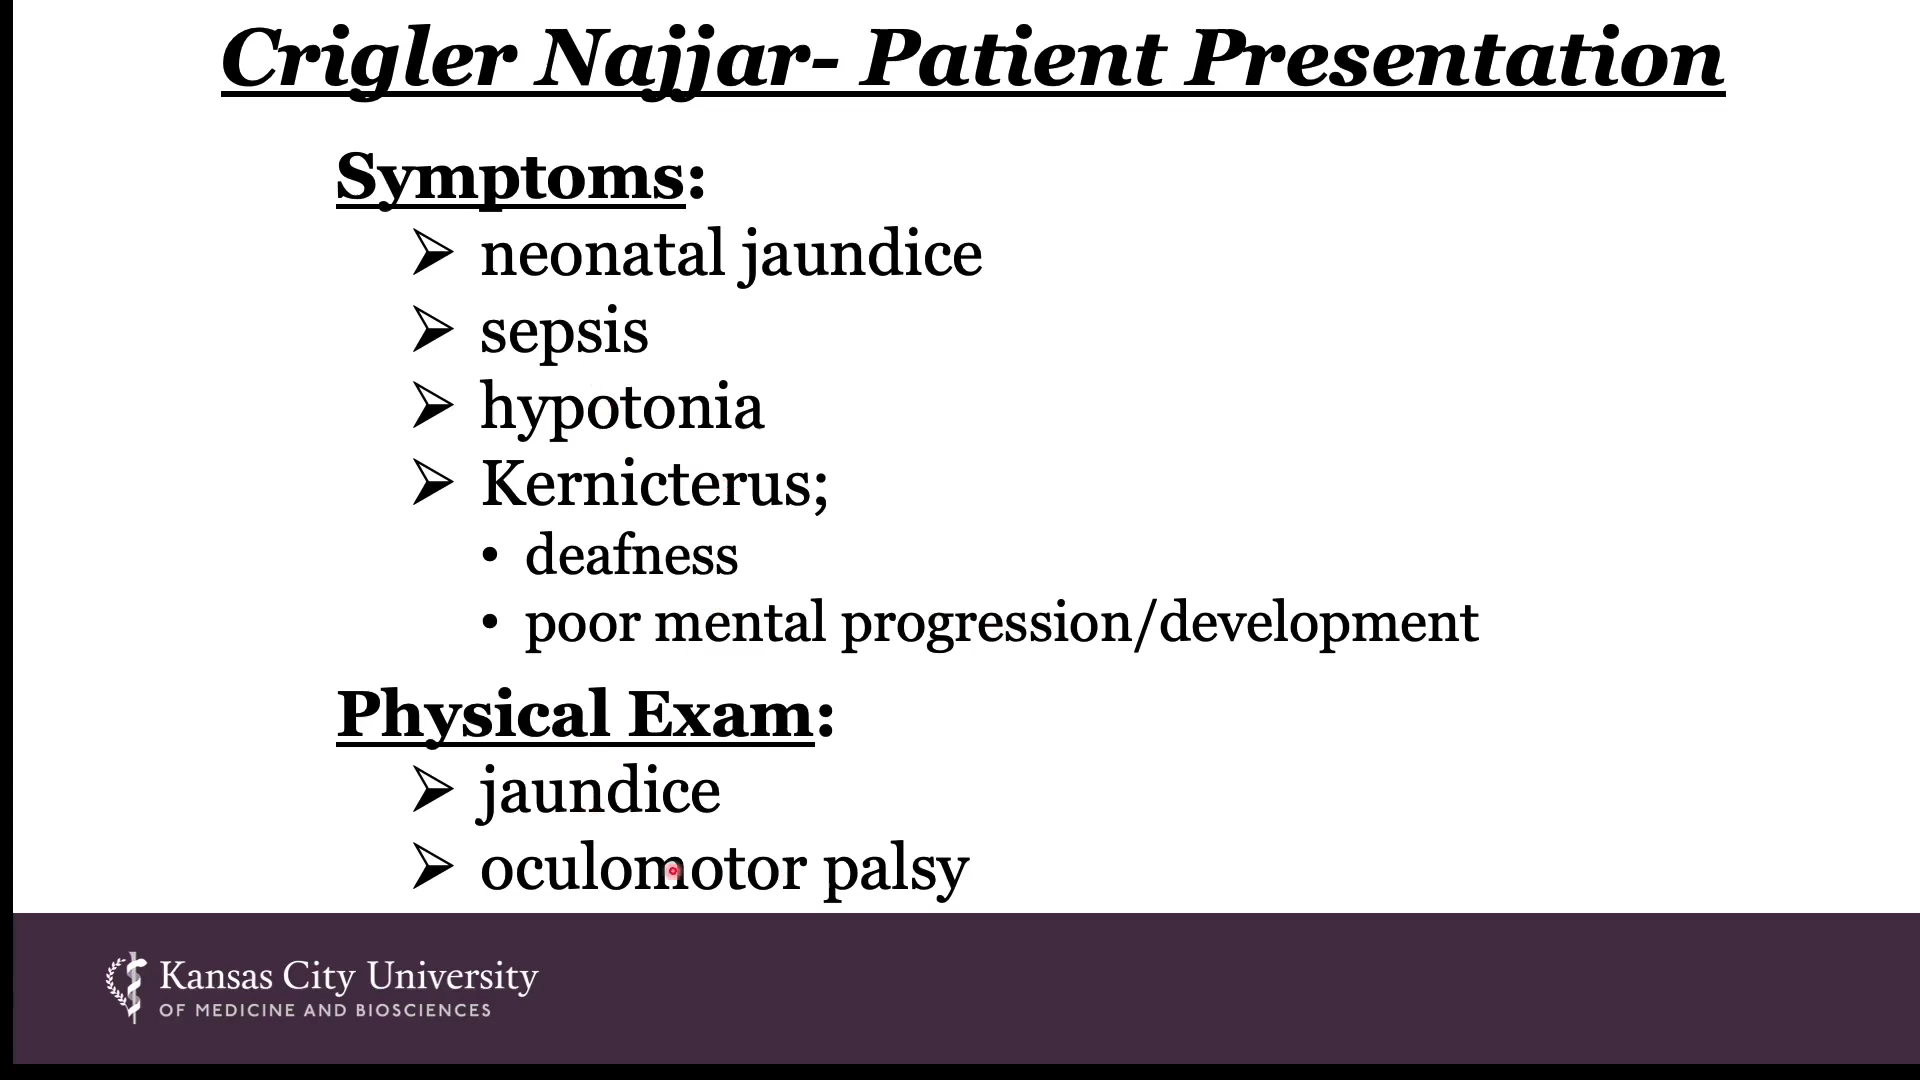 Crigler Najjar- Patient Presentation
Symptoms:
➢ neonatal jaundice
➢ sepsis
➢ hypotonia
➢ Kernicterus;
• deafness
• poor mental progression/development
Physical Exam:
➢ jaundice
➢ oculomotor palsy
Kansas City University
OF MEDICINE AND BIOSCIENCES